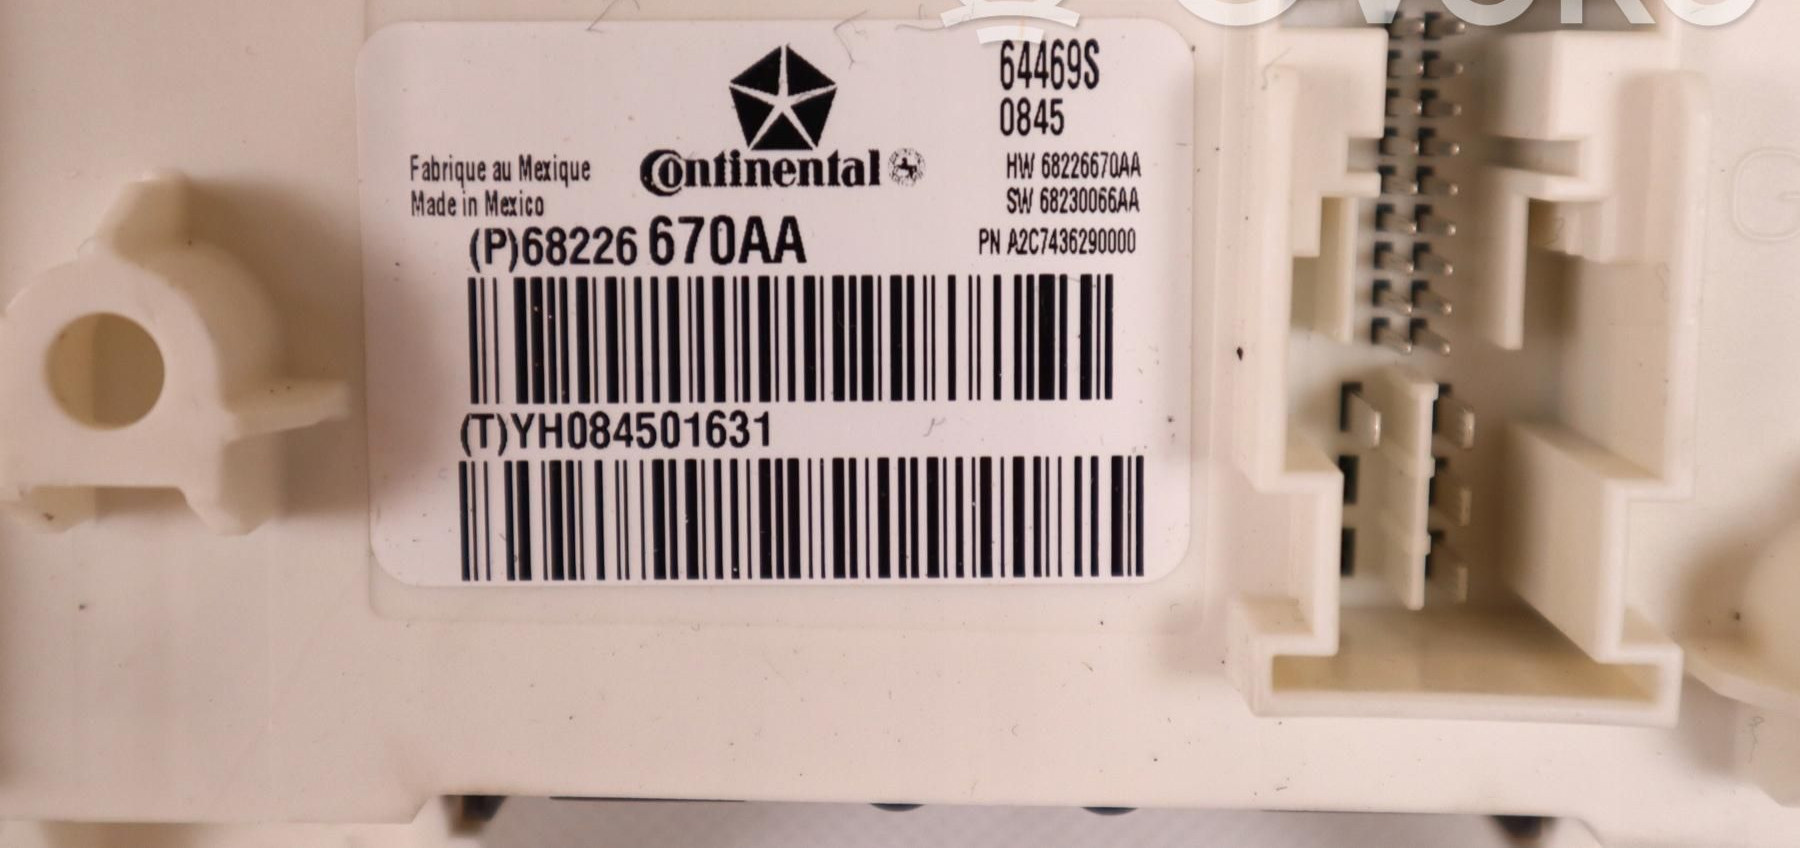 64469S
0845
Continental
Fabrique au Mexique
Made in Mexico
HW 68226670AA
SW 68230066AA
PN A2C7436290000
(P)68226 670AA
(T)YH084501631